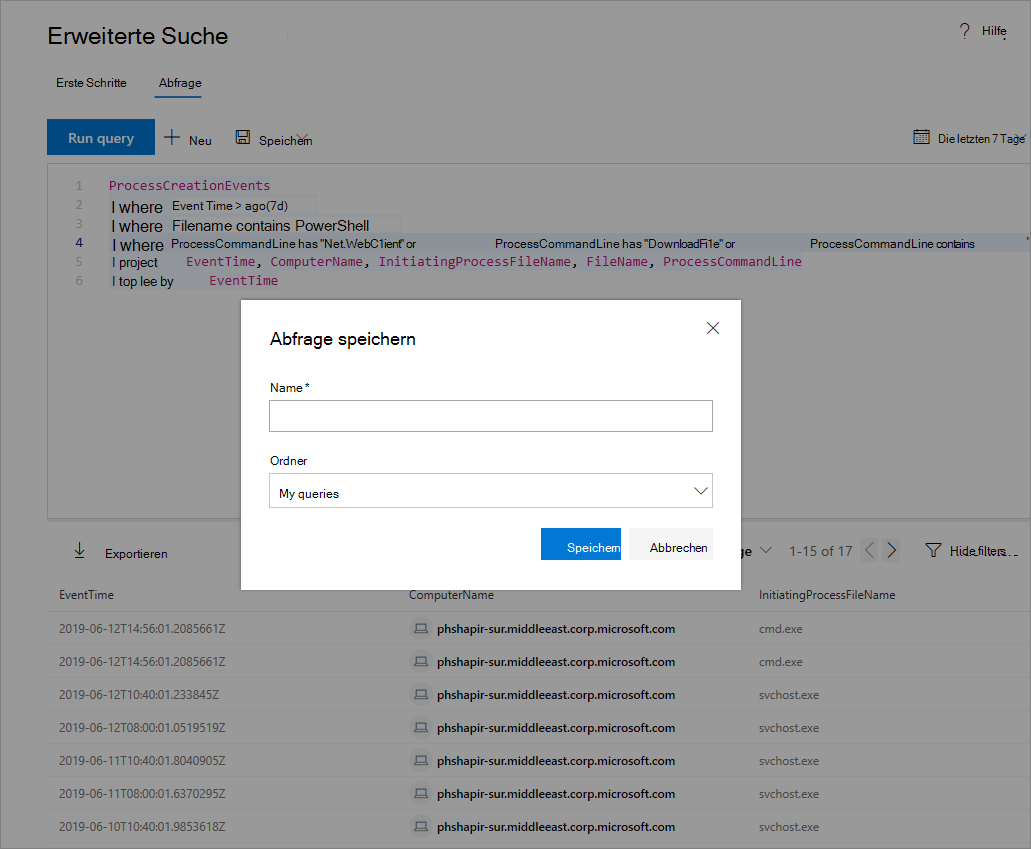 Erweiterte Suche
Hilfe
Erste Schritte Abfrage
Run query Neu Speichern Die letzten 7 Tage
1 ProcessCreationEvents
2 I where Event Time > ago(7d)
3 I where Filename contains PowerShell
4 I where ProcessCommandLine has "Net.WebC1ient" or ProcessCommandLine has "DownloadFi1e" or ProcessCommandLine contains
5 I project EventTime, ComputerName, InitiatingProcessFileName, FileName, ProcessCommandLine
6 I top lee by EventTime
Abfrage speichern
Name *
Ordner
My queries
Speichern Abbrechen
Exportieren 1-15 of 17 Hide filters
EventTime ComputerName InitiatingProcessFileName
2019-06-12T14:56:01.2085661Z phshapir-sur.middleeast.corp.microsoft.com cmd.exe
2019-06-12T14:56:01.2085661Z phshapir-sur.middleeast.corp.microsoft.com cmd.exe
2019-06-12T10:40:01.233845Z phshapir-sur.middleeast.corp.microsoft.com svchost.exe
2019-06-12T08:00:01.0519519Z phshapir-sur.middleeast.corp.microsoft.com svchost.exe
2019-06-11T10:40:01.8040905Z phshapir-sur.middleeast.corp.microsoft.com svchost.exe
2019-06-11T08:00:01.6370295Z phshapir-sur.middleeast.corp.microsoft.com svchost.exe
2019-06-10T10:40:01.9853618Z phshapir-sur.middleeast.corp.microsoft.com svchost.exe